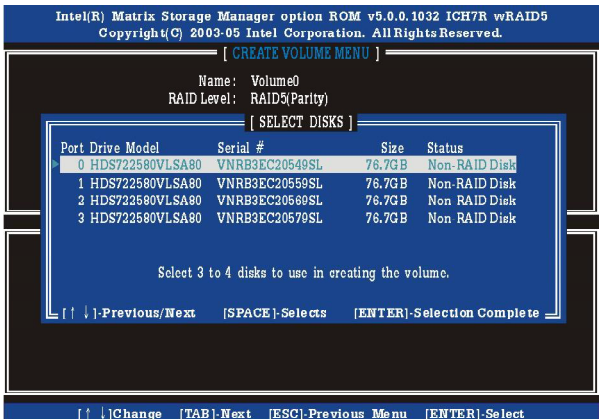 Intel(R) Matrix Storage Manager option ROM v5.0.0.1032 ICH7R wRAID5
Copyright(C) 2003-05 Intel Corporation. All Rights Reserved.
[ CREATE VOLUME MENU ]
Name: Volume0
RAID Level: RAID5(Parity)
[ SELECT DISKS ]
Port Drive Model Serial # Size Status
0 HDS722580VLSA80 VNRB3EC20549SL 76.7GB Non-RAID Disk
1 HDS722580VLSA80 VNRB3EC20559SL 76.7GB Non-RAID Disk
2 HDS722580VLSA80 VNRB3EC20569SL 76.7GB Non-RAID Disk
3 HDS722580VLSA80 VNRB3EC20579SL 76.7GB Non-RAID Disk
Select 3 to 4 disks to use in creating the volume.
[↑↓]-Previous/Next [SPACE]-Selects [ENTER]-Selection Complete
[↑↓]Change [TAB]-Next [ESC]-Previous Menu [ENTER]-Select